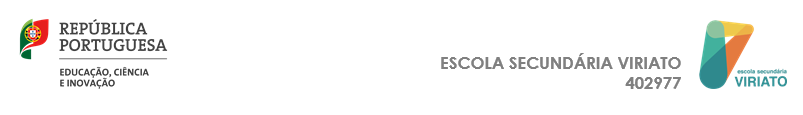 REPÚBLICA
PORTUGUESA
EDUCAÇÃO, CIÊNCIA
E INOVAÇÃO
ESCOLA SECUNDÁRIA VIRIATO
402977
escola secundária
VIRIATO